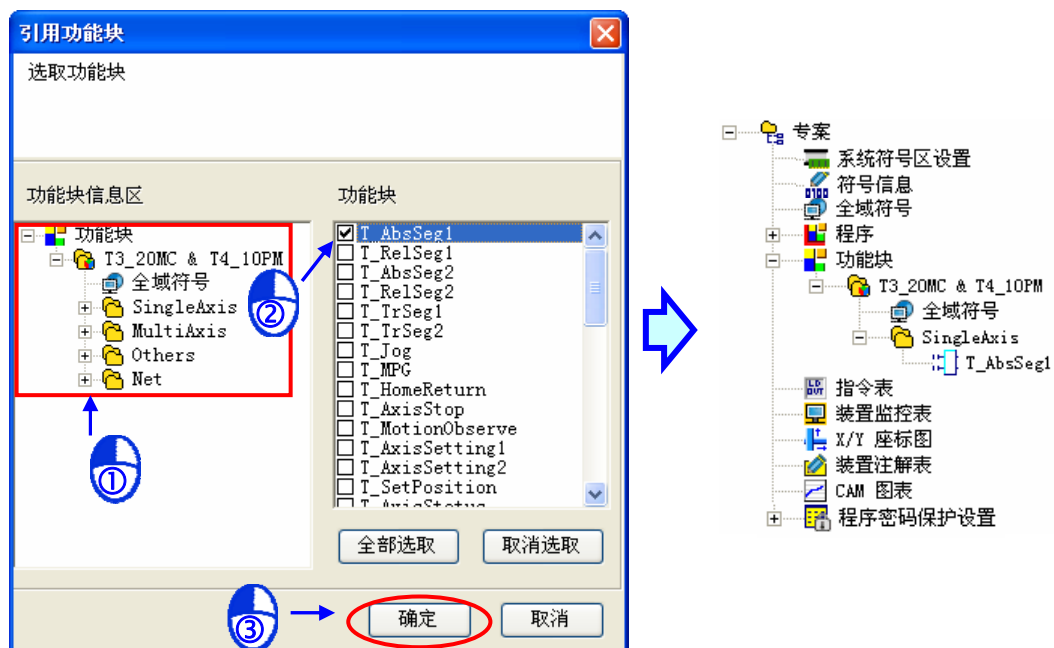 引用功能块
选取功能块
功能块信息区
功能块
T3_20MC & T4_10PM
全域符号
SingleAxis
MultiAxis
Others
Net
①
功能块
T_AbsSeg1
T_RelSeg1
T_AbsSeg2
T_RelSeg2
T_TrSeg1
T_TrSeg2
T_Jog
T_MPG
T_HomeReturn
T_AxisStop
T_MotionObserve
T_AxisSetting1
T_AxisSetting2
T_SetPosition
T_AxisStatus
②
全部选取 取消选取
③
确定 取消
专案
系统符号区设置
符号信息
全域符号
程序
功能块
T3_20MC & T4_10PM
全域符号
SingleAxis
T_AbsSeg1
指令表
装置监控表
X/Y 座标图
装置注解表
CAM 图表
程序密码保护设置